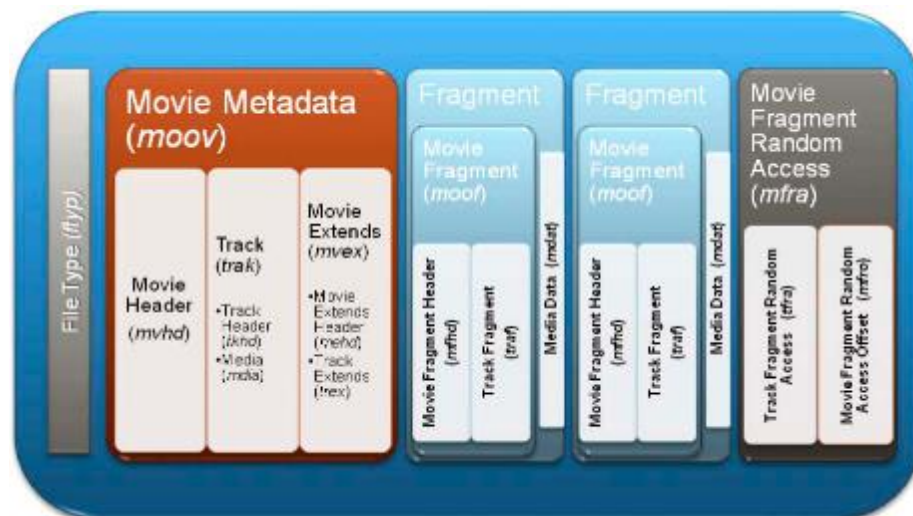 File Type (ftyp)
Movie Metadata
(moov)
Movie
Header
(mvhd)
Track
(trak)
•Track
Header
(tkhd)
•Media
(mdia)
Movie
Extends
(mvex)
•Movie
Extends
Header
(mehd)
•Track
Extends
(trex)
Fragment
Movie
Fragment
(moof)
Movie Fragment Header
(mfhd)
Track Fragment
(traf)
Media Data (mdat)
Fragment
Movie
Fragment
(moof)
Movie Fragment Header
(mfhd)
Track Fragment
(traf)
Media Data (mdat)
Movie
Fragment
Random
Access
(mfra)
Track Fragment Random
Access (tfra)
Movie Fragment Random
Access Offset (mfro)